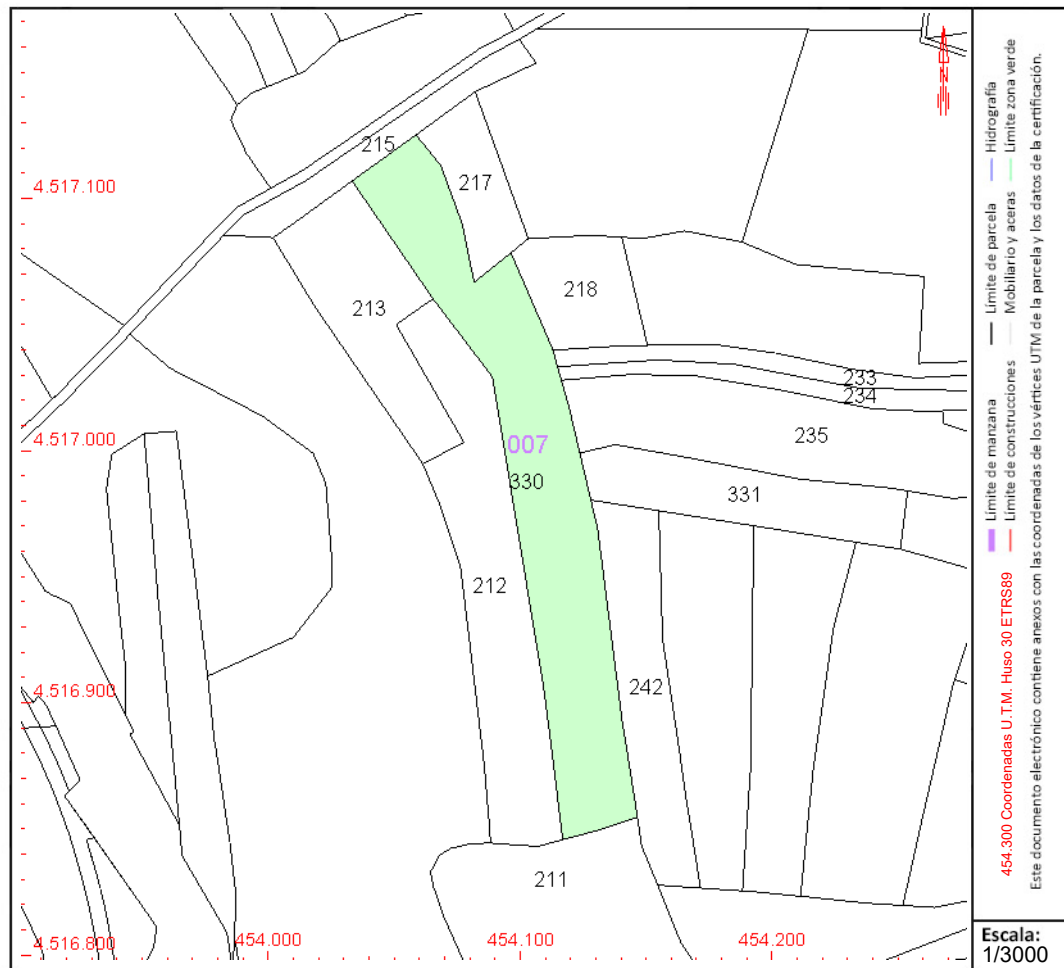 215
4.517.100
217
213
218
233
234
4.517.000
007
235
330
331
212
4.516.900
242
211
4.516.800
454.000
454.100
454.200
N
Límite de manzana
Límite de parcela
Hidrografía
Límite de construcciones
Mobiliario y aceras
Límite zona verde
454.300 Coordenadas U.T.M. Huso 30 ETRS89
Este documento electrónico contiene anexos con las coordenadas de los vértices UTM de la parcela y los datos de la certificación.
Escala:
1/3000